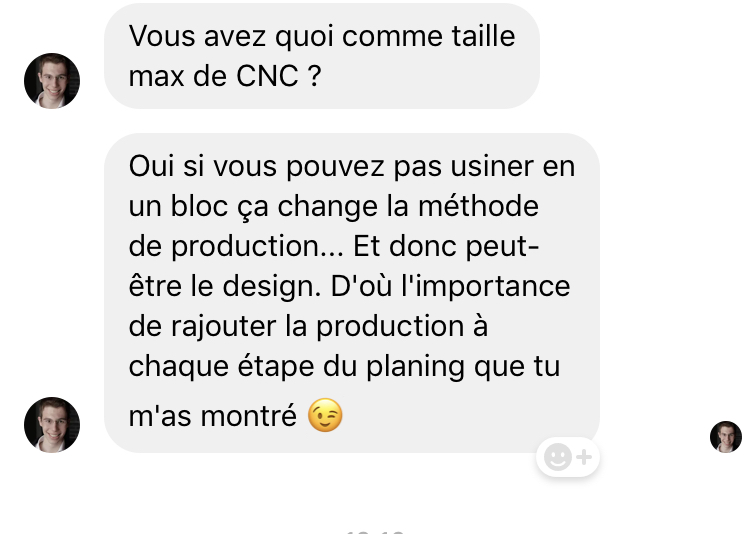 Vous avez quoi comme taille
max de CNC ?
Oui si vous pouvez pas usiner en
un bloc ça change la méthode
de production... Et donc peut-
être le design. D'où l'importance
de rajouter la production à
chaque étape du planing que tu
m'as montré 😉